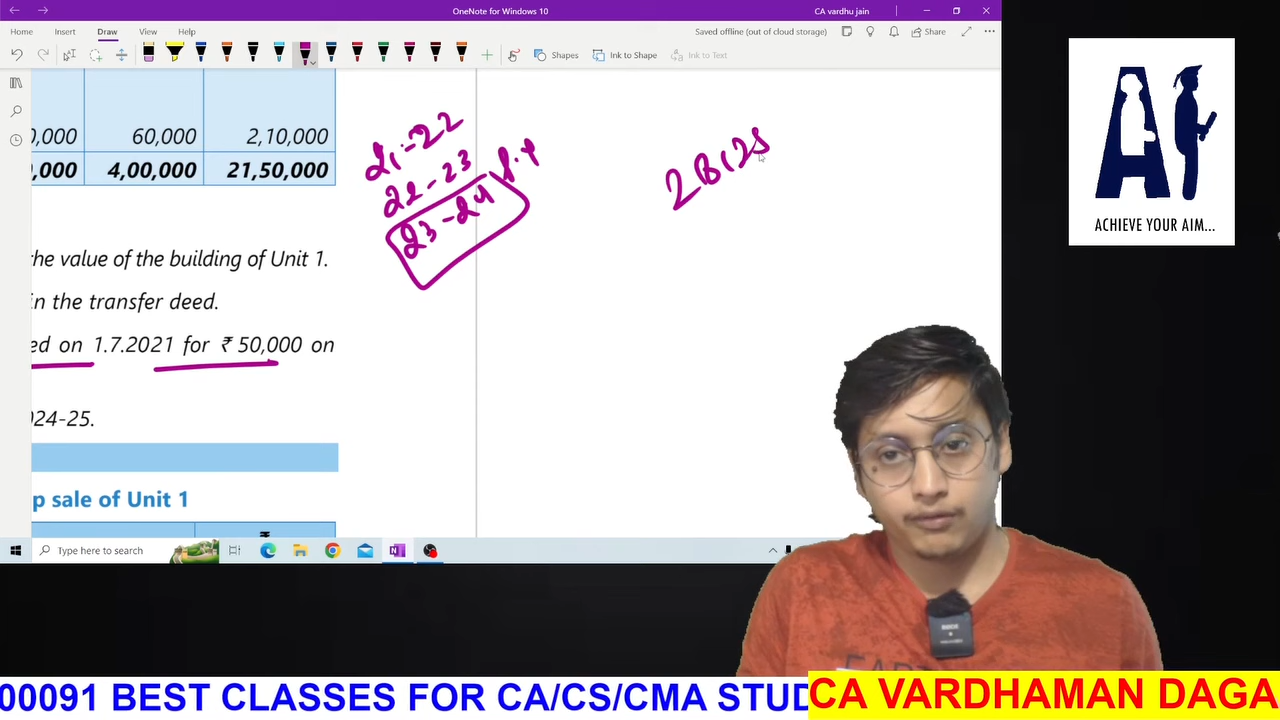 OneNote for Windows 10
CA vardhu jain
Home Insert Draw View Help
Saved offline (out of cloud storage)
Share
Shapes
Ink to Shape
Ink to Text
0,000 60,000 2,10,000
0,000 4,00,000 21,50,000
21-22
22-23
23-24
P.Y
2B12S
the value of the building of Unit 1.
in the transfer deed.
ed on 1.7.2021 for ₹ 50,000 on
024-25.
p sale of Unit 1
₹
Type here to search
ACHIEVE YOUR AIM...
00091 BEST CLASSES FOR CA/CS/CMA STUD
CA VARDHAMAN DAGA